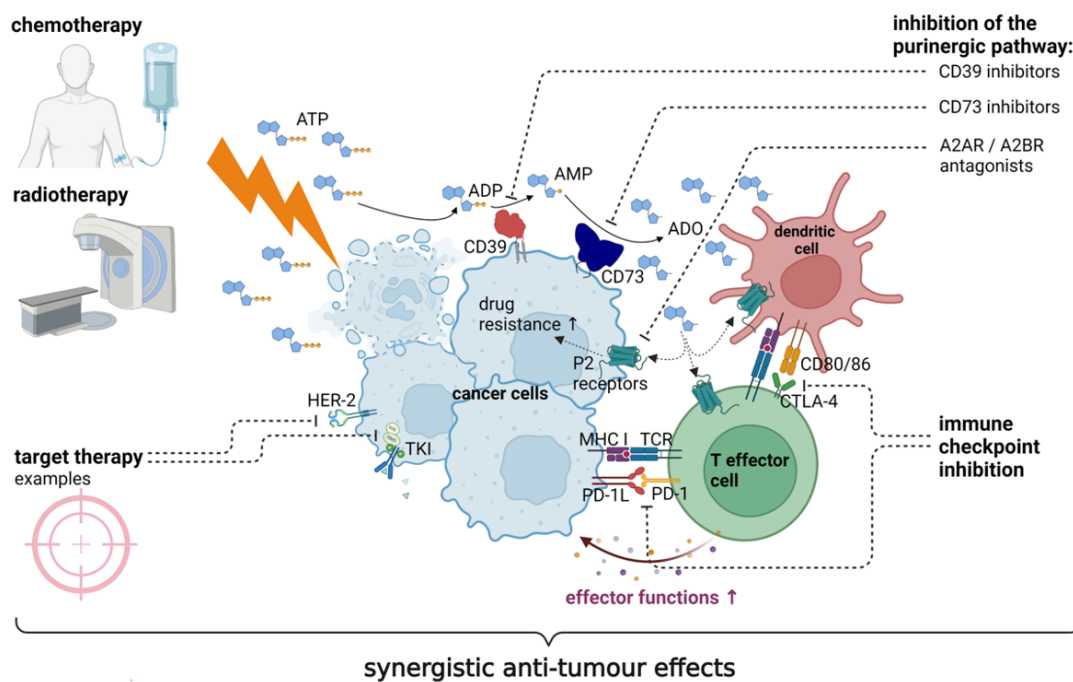 chemotherapy
inhibition of the
purinergic pathway:
CD39 inhibitors
CD73 inhibitors
A2AR / A2BR
antagonists
ATP
radiotherapy
ADP
AMP
CD39
CD73
ADO
dendritic
cell
drug
resistance ↑
P2
receptors
CD80/86
CTLA-4
HER-2
cancer cells
TKI
MHC I
TCR
T effector
cell
PD-1L
PD-1
target therapy
examples
immune
checkpoint
inhibition
effector functions ↑
synergistic anti-tumour effects